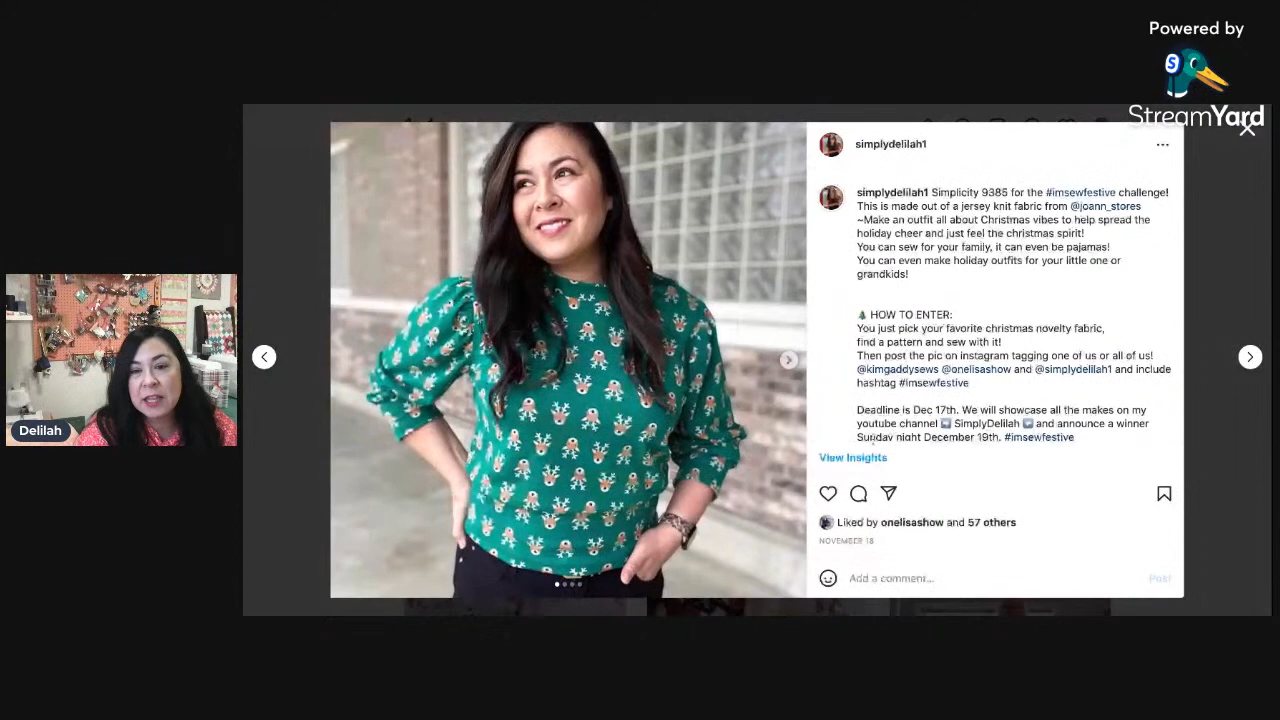 Powered by
StreamYard
simplydelilah1
simplydelilah1 Simplicity 9385 for the #imsewfestive challenge!
This is made out of a jersey knit fabric from @joann_stores
~Make an outfit all about Christmas vibes to help spread the
holiday cheer and just feel the christmas spirit!
You can sew for your family, it can even be pajamas!
You can even make holiday outfits for your little one or
grandkids!
🎄 HOW TO ENTER:
You just pick your favorite christmas novelty fabric,
find a pattern and sew with it!
Then post the pic on instagram tagging one of us or all of us!
@kimgaddysews @onelisashow and @simplydelilah1 and include
hashtag #imsewfestive
Deadline is Dec 17th. We will showcase all the makes on my
youtube channel ➡️ SimplyDelilah ⬅️ and announce a winner
Sunday night December 19th. #imsewfestive
View Insights
Liked by onelisashow and 57 others
NOVEMBER 18
Add a comment...
Post
Delilah